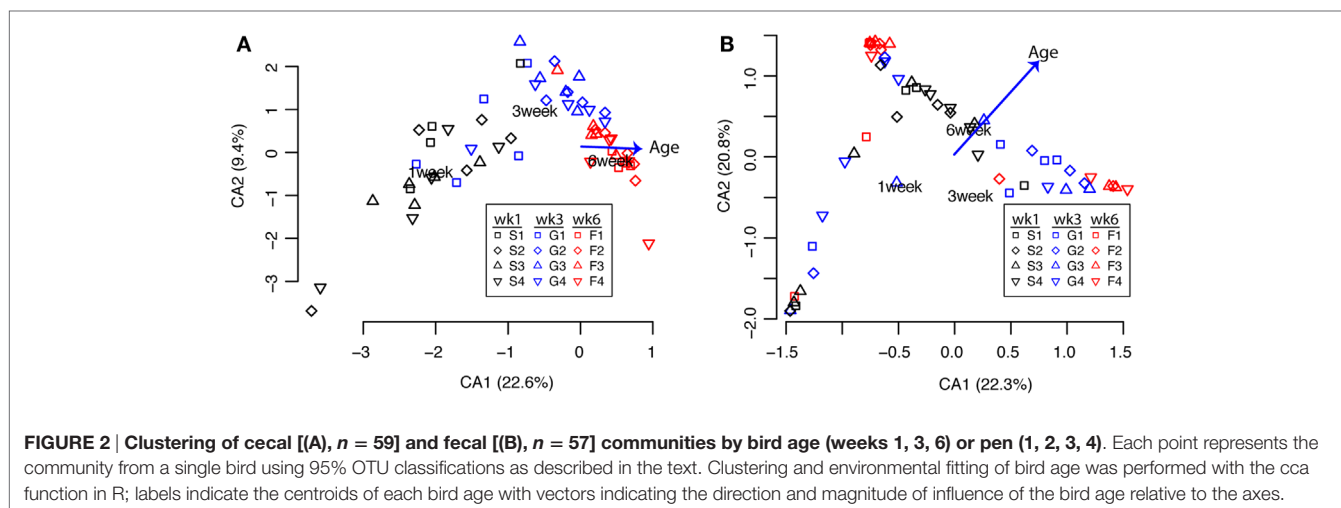 A
CA2 (9.4%)
2
1
0
−1
−2
−3
−3 −2 −1 0 1
CA1 (22.6%)
1week
3week
6week
Age
wk1 wk3 wk6
S1 G1 F1
S2 G2 F2
S3 G3 F3
S4 G4 F4
B
CA2 (20.8%)
1.0
0.0
−1.0
−2.0
−1.5 −0.5 0.0 0.5 1.0 1.5
CA1 (22.3%)
Age
6week
1week
3week
wk1 wk3 wk6
S1 G1 F1
S2 G2 F2
S3 G3 F3
S4 G4 F4
FIGURE 2 | Clustering of cecal [(A), n = 59] and fecal [(B), n = 57] communities by bird age (weeks 1, 3, 6) or pen (1, 2, 3, 4). Each point represents the
community from a single bird using 95% OTU classifications as described in the text. Clustering and environmental fitting of bird age was performed with the cca
function in R; labels indicate the centroids of each bird age with vectors indicating the direction and magnitude of influence of the bird age relative to the axes.